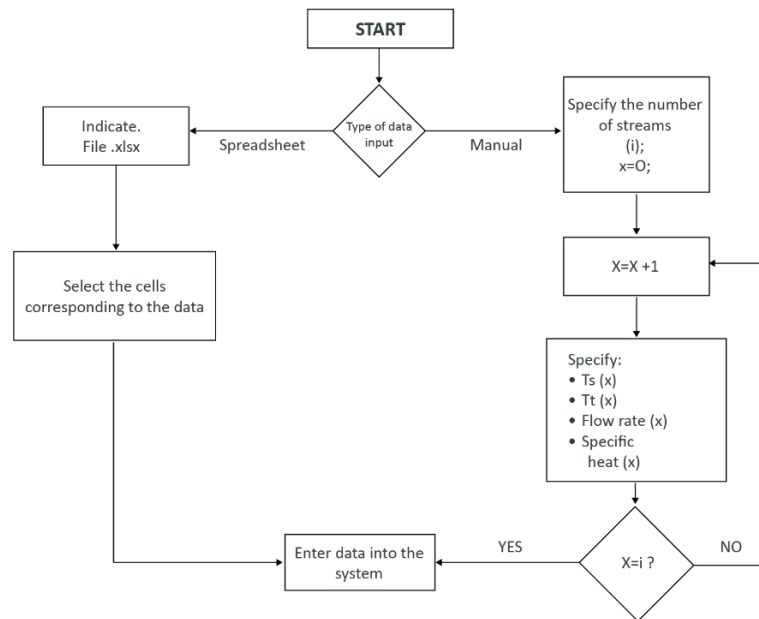 START
Type of data
input
Spreadsheet
Manual
Indicate.
File .xlsx
Select the cells
corresponding to the data
Specify the number
of streams
(i);
x=O;
X=X +1
Specify:
• Ts (x)
• Tt (x)
• Flow rate (x)
• Specific
heat (x)
X=i ?
YES
NO
Enter data into the
system